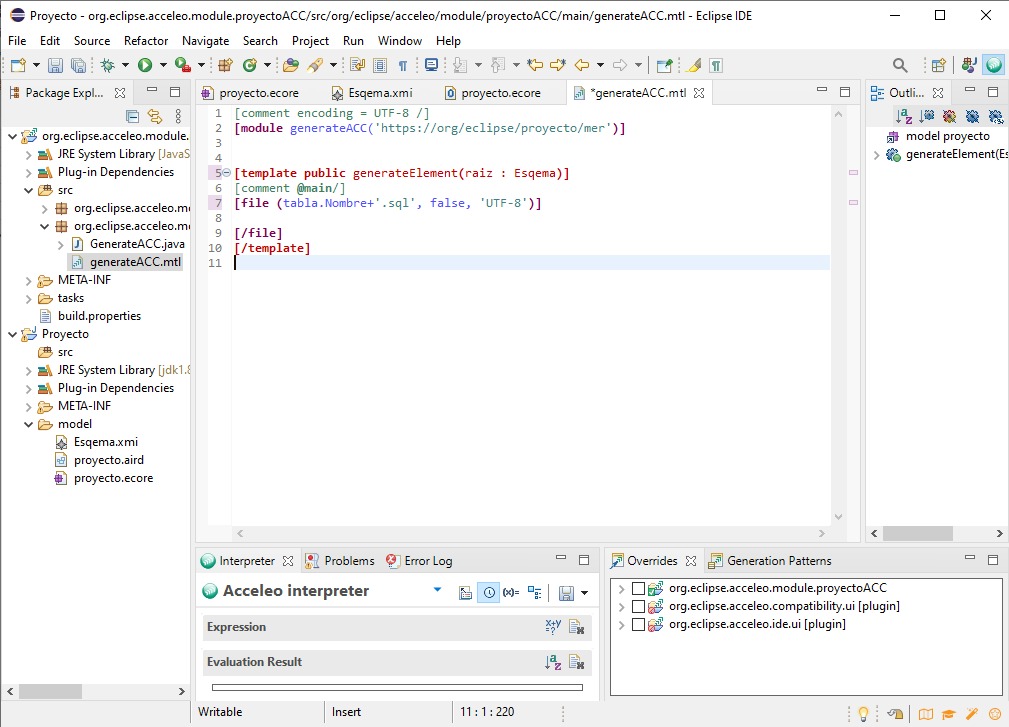 Proyecto - org.eclipse.acceleo.module.proyectoACC/src/org/eclipse/acceleo/module/proyectoACC/main/generateACC.mtl - Eclipse IDE
File Edit Source Refactor Navigate Search Project Run Window Help
Package Expl...
proyecto.ecore Esqema.xmi proyecto.ecore *generateACC.mtl
Outli...
org.eclipse.acceleo.module.
JRE System Library [JavaS
Plug-in Dependencies
src
org.eclipse.acceleo.m
org.eclipse.acceleo.m
GenerateACC.java
generateACC.mtl
META-INF
tasks
build.properties
Proyecto
src
JRE System Library [jdk1.8
Plug-in Dependencies
META-INF
model
Esqema.xmi
proyecto.aird
proyecto.ecore
1 [comment encoding = UTF-8 /]
2 [module generateACC('https://org/eclipse/proyecto/mer')]
3
4
5 [template public generateElement(raiz : Esqema)]
6 [comment @main/]
7 [file (tabla.Nombre+'.sql', false, 'UTF-8')]
8
9 [/file]
10 [/template]
11
model proyecto
generateElement(Es
Interpreter Problems Error Log
Acceleo interpreter
Expression
Evaluation Result
Overrides Generation Patterns
org.eclipse.acceleo.module.proyectoACC
org.eclipse.acceleo.compatibility.ui [plugin]
org.eclipse.acceleo.ide.ui [plugin]
Writable Insert 11 : 1 : 220